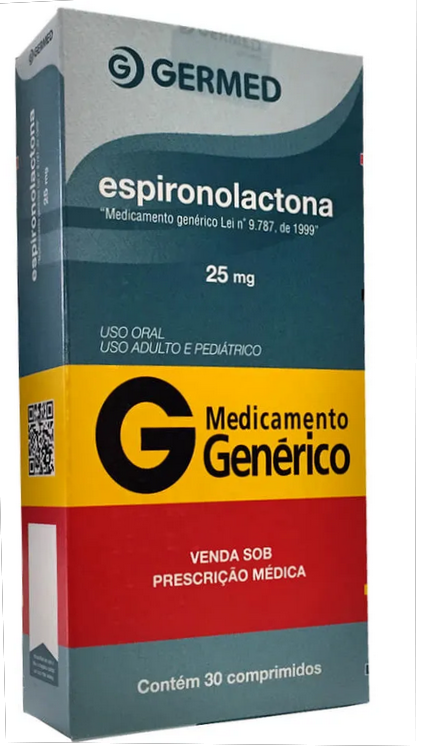 GERMED
espironolactona
"Medicamento genérico Lei n° 9.787, de 1999"
25 mg
USO ORAL
USO ADULTO E PEDIÁTRICO
G Medicamento
Genérico
VENDA SOB
PRESCRIÇÃO MÉDICA
Contém 30 comprimidos
espironolactona
25 mg